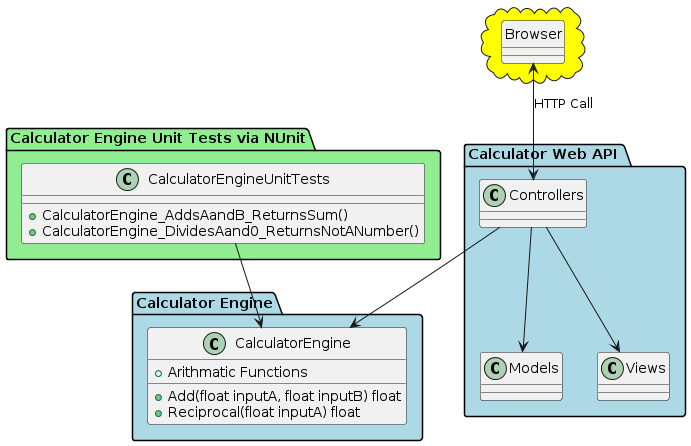 Browser
HTTP Call
Calculator Engine Unit Tests via NUnit
C CalculatorEngineUnitTests
CalculatorEngine_AddsAandB_ReturnsSum()
CalculatorEngine_DividesAand0_ReturnsNotANumber()
Calculator Web API
C Controllers
Calculator Engine
C CalculatorEngine
Arithmatic Functions
Add(float inputA, float inputB) float
Reciprocal(float inputA) float
C Models
C Views